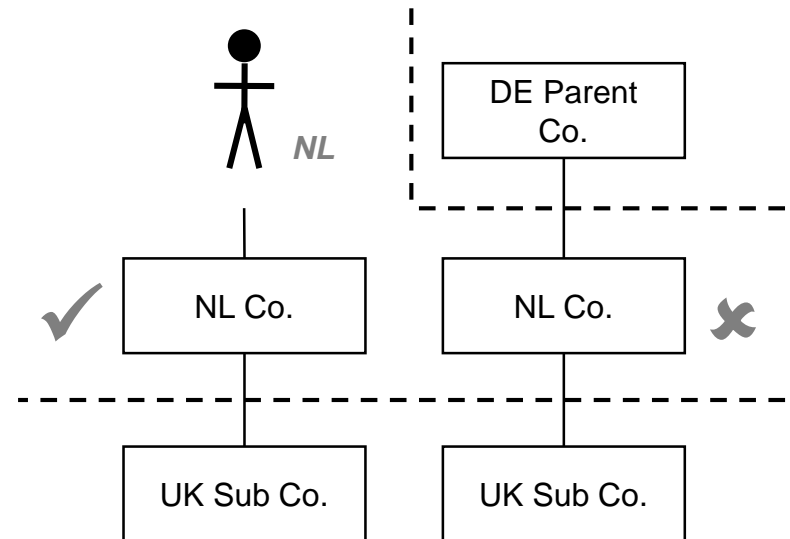 DE Parent
Co.
NL
NL Co.
NL Co.
UK Sub Co.
UK Sub Co.